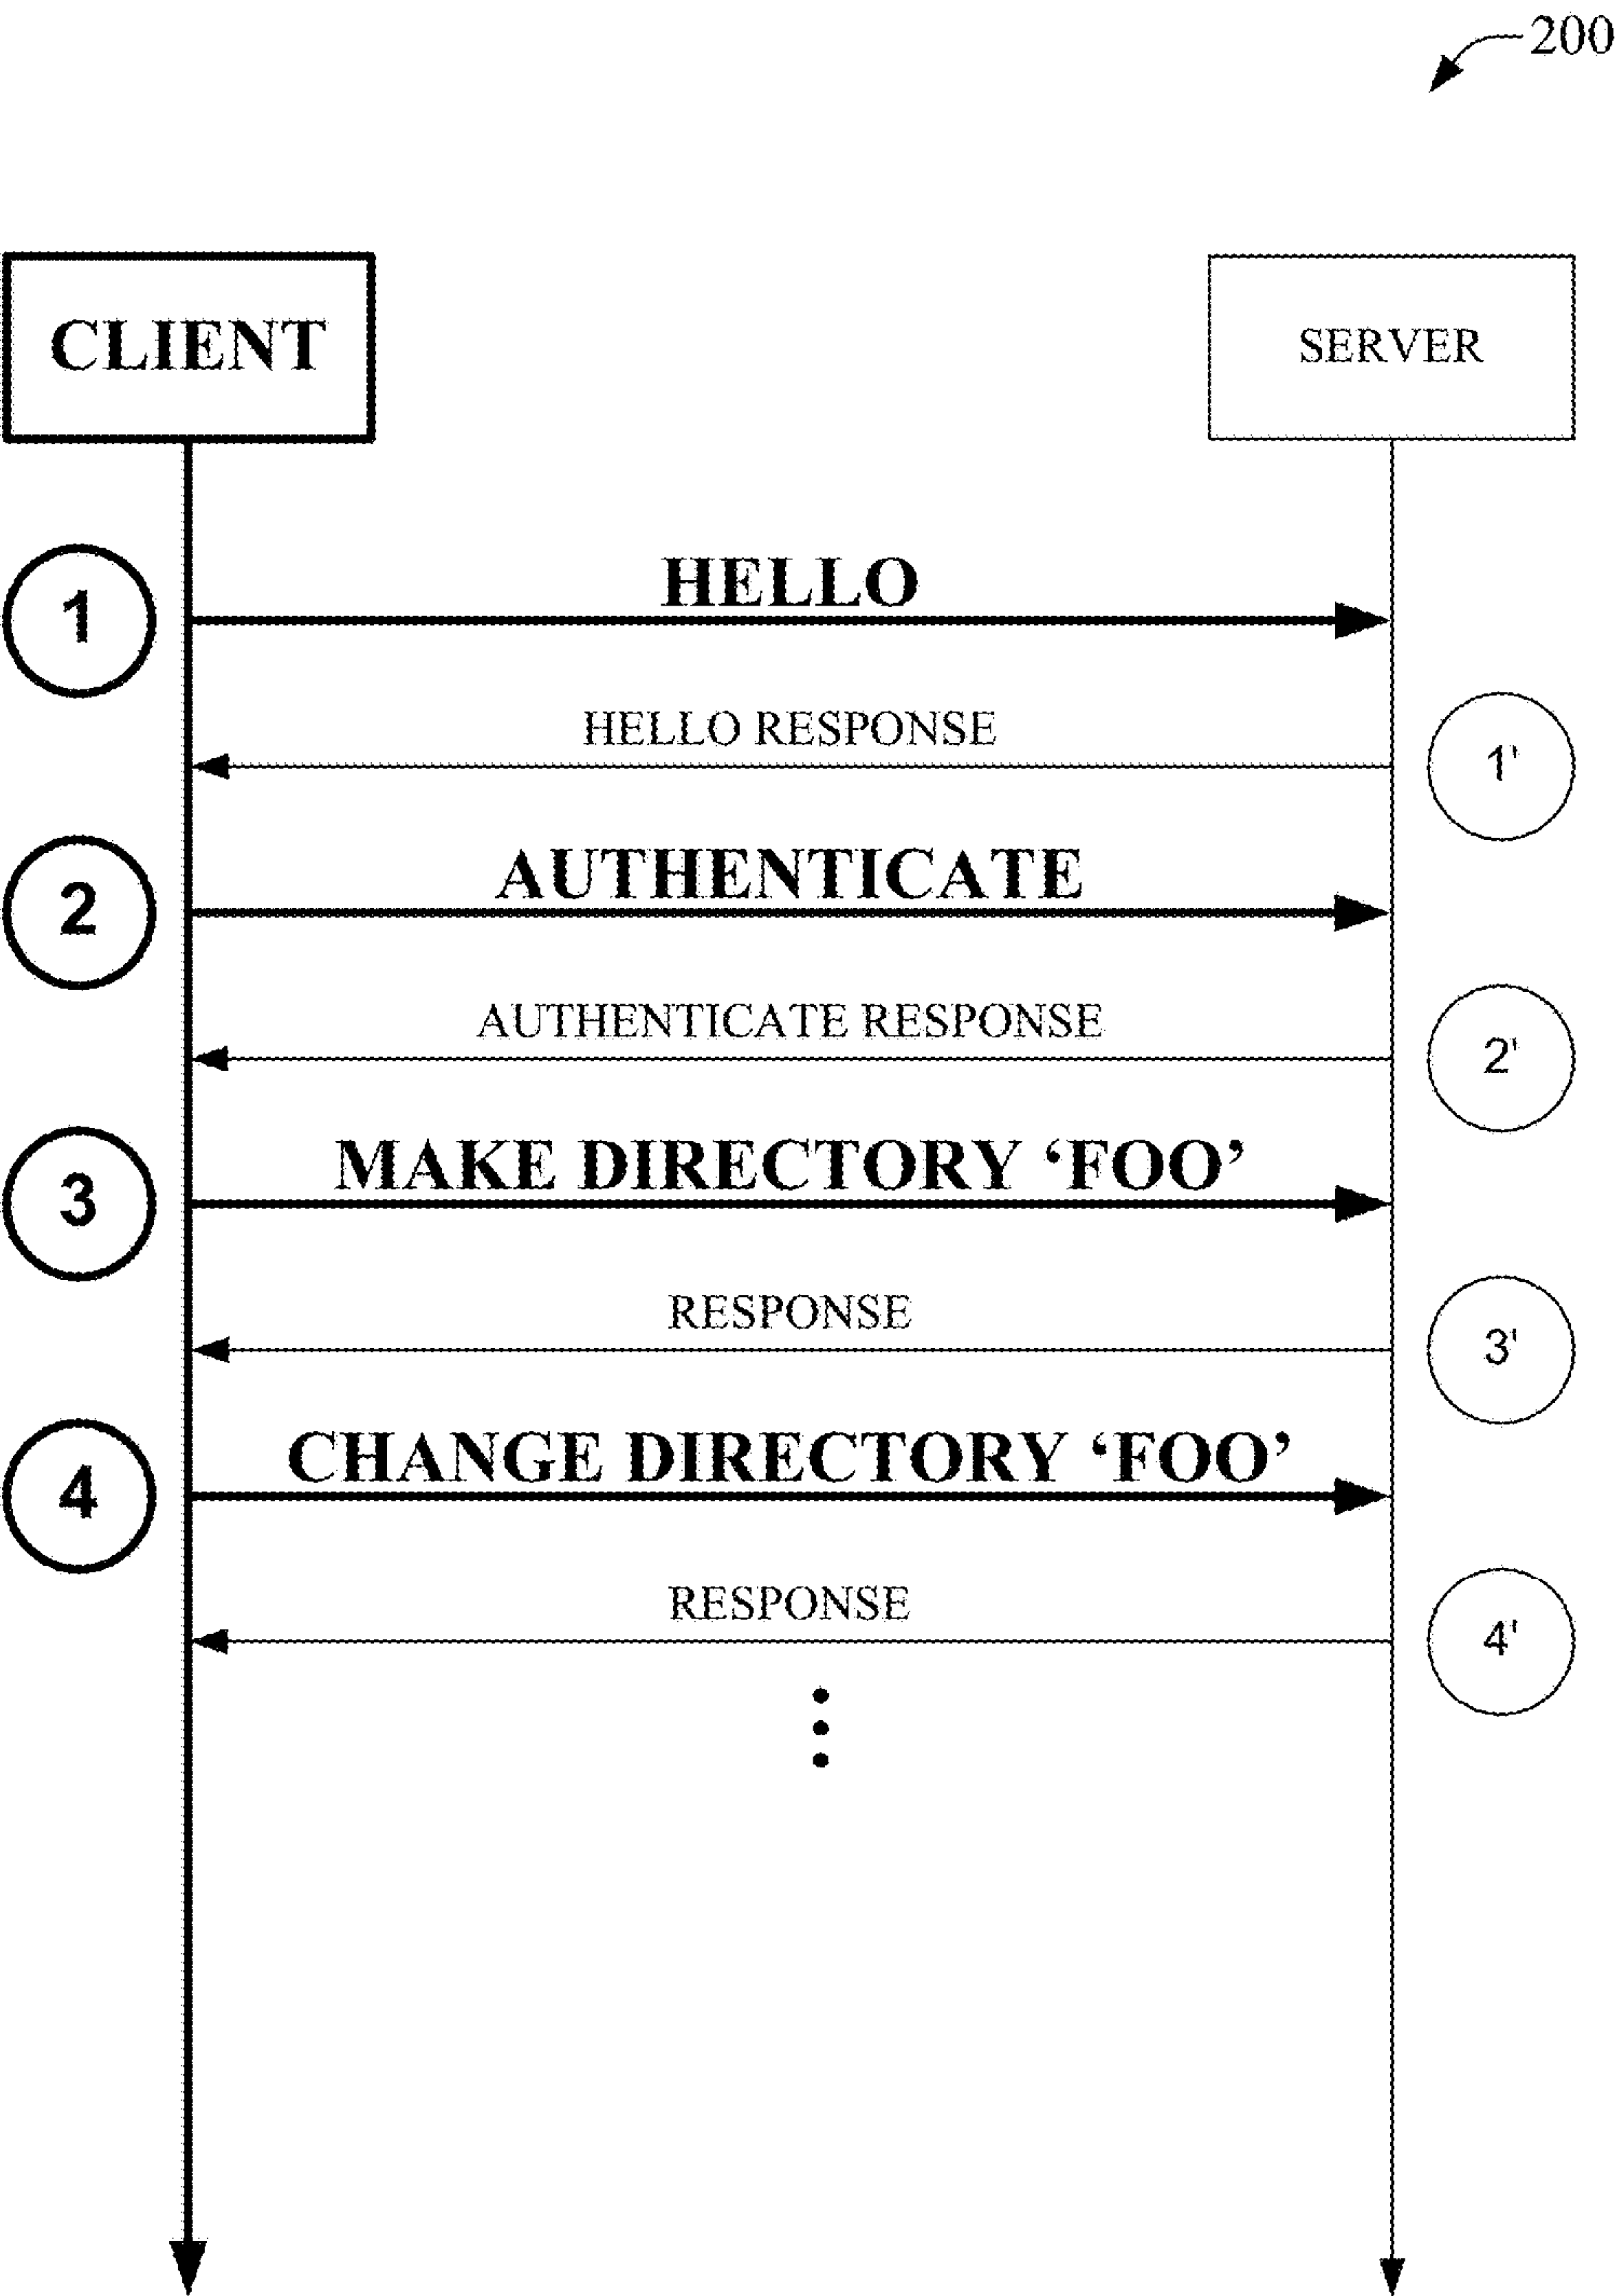 200
CLIENT
SERVER
HELLO
1
HELLO RESPONSE
1'
AUTHENTICATE
2
AUTHENTICATE RESPONSE
2'
MAKE DIRECTORY ‘FOO’
3
RESPONSE
3'
CHANGE DIRECTORY ‘FOO’
4
RESPONSE
4'